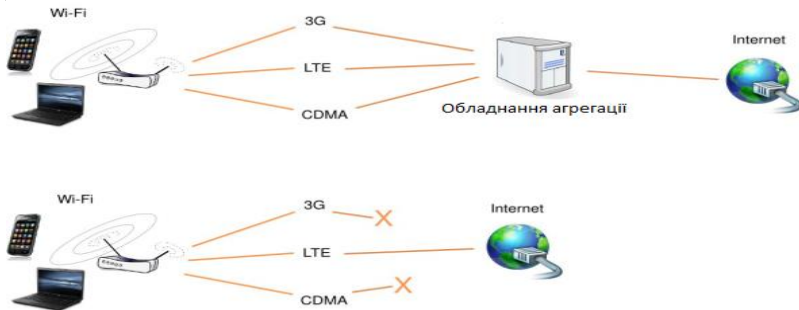 Wi-Fi
3G
LTE
CDMA
Обладнання агрегації
Internet
Wi-Fi
3G
X
LTE
CDMA
X
Internet